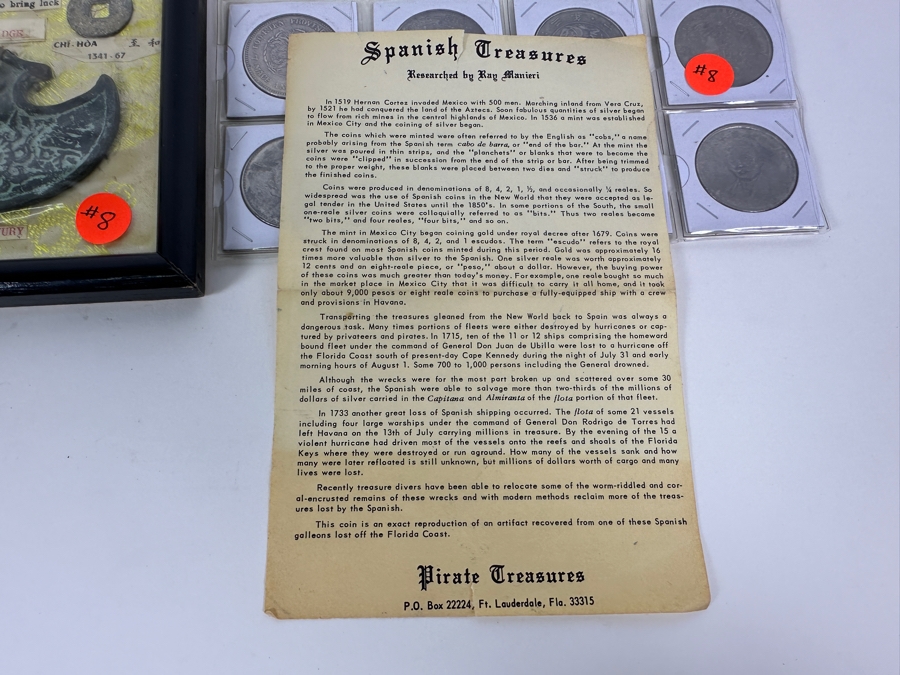 o bring luck
CHI-HOA 玉 和
1341-67
#8
URY
#8
Spanish Treasures
Researched by Ray Manieri
In 1519 Hernan Cortez invaded Mexico with 500 men. Marching inland from Vera Cruz,
by 1521 he had conquered the land of the Aztecs. Soon fabulous quantities of silver began
to flow from rich mines in the central highlands of Mexico. In 1536 a mint was established
in Mexico City and the coining of silver began.
The coins which were minted were often referred to by the English as "cobs," a name
probably arising from the Spanish term cabo de barra, or "end of the bar." At the mint the
silver was poured in thin strips, and the "planchets" or blanks that were to become the
coins were "clipped" in succession from the end of the strip or bar. After being trimmed
to the proper weight, these blanks were placed between two dies and "struck" to produce
the finished coins.
Coins were produced in denominations of 8, 4, 2, 1, ½, and occasionally ¼ reales. So
widespread was the use of Spanish coins in the New World that they were accepted as le-
gal tender in the United States until the 1850's. In some portions of the South, the small
one-reale silver coins were colloquially referred to as "bits." Thus two reales became
"two bits," and four reales, "four bits," and so on.
The mint in Mexico City began coining gold under royal decree after 1679. Coins were
struck in denominations of 8, 4, 2, and 1 escudos. The term "escudo" refers to the royal
crest found on most Spanish coins minted during this period. Gold was approximately 16
times more valuable than silver to the Spanish. One silver reale was worth approximately
12 cents and an eight-reale piece, or "peso," about a dollar. However, the buying power
of these coins was much greater than today's money. For example, one reale bought so much
in the market place in Mexico City that it was difficult to carry it all home, and it took
only about 9,000 pesos or eight reale coins to purchase a fully-equipped ship with a crew
and provisions in Havana.
Transporting the treasures gleaned from the New World back to Spain was always a
dangerous task. Many times portions of fleets were either destroyed by hurricanes or cap-
tured by privateers and pirates. In 1715, ten of the 11 or 12 ships comprising the homeward
bound fleet under the command of General Don Juan de Ubilla were lost to a hurricane off
the Florida Coast south of present-day Cape Kennedy during the night of July 31 and early
morning hours of August 1. Some 700 to 1,000 persons including the General drowned.
Although the wrecks were for the most part broken up and scattered over some 30
miles of coast, the Spanish were able to salvage more than two-thirds of the millions of
dollars of silver carried in the Capitana and Almiranta of the flota portion of that fleet.
In 1733 another great loss of Spanish shipping occurred. The flota of some 21 vessels
including four large warships under the command of General Don Rodrigo de Torres had
left Havana on the 13th of July carrying millions in treasure. By the evening of the 15 a
violent hurricane had driven most of the vessels onto the reefs and shoals of the Florida
Keys where they were destroyed or run aground. How many of the vessels sank and how
many were later refloated is still unknown, but millions of dollars worth of cargo and many
lives were lost.
Recently treasure divers have been able to relocate some of the worm-riddled and cor-
al-encrusted remains of these wrecks and with modern methods reclaim more of the treas-
ures lost by the Spanish.
This coin is an exact reproduction of an artifact recovered from one of these Spanish
galleons lost off the Florida Coast.
Pirate Treasures
P.O. Box 22224, Ft. Lauderdale, Fla. 33315